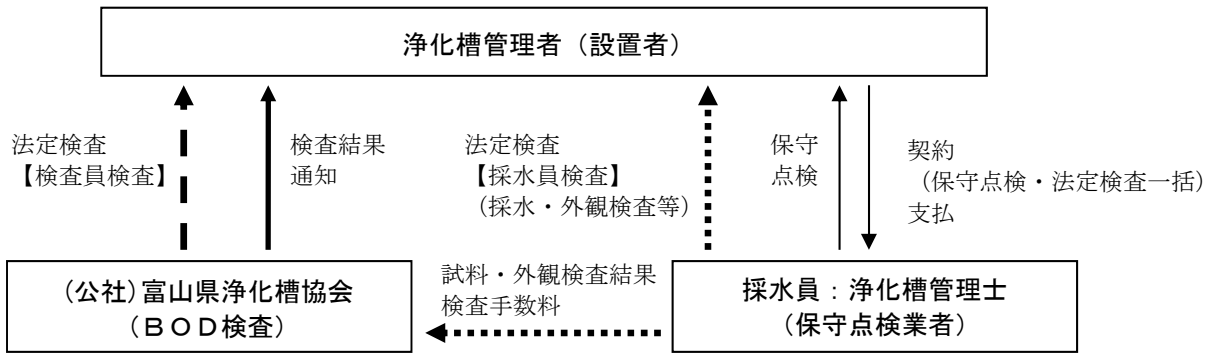 浄化槽管理者（設置者）
法定検査
【検査員検査】
検査結果
通知
法定検査
【採水員検査】
（採水・外観検査等）
保守
点検
契約
（保守点検・法定検査一括）
支払
（公社）富山県浄化槽協会
（ＢＯＤ検査）
試料・外観検査結果
検査手数料
採水員：浄化槽管理士
（保守点検業者）